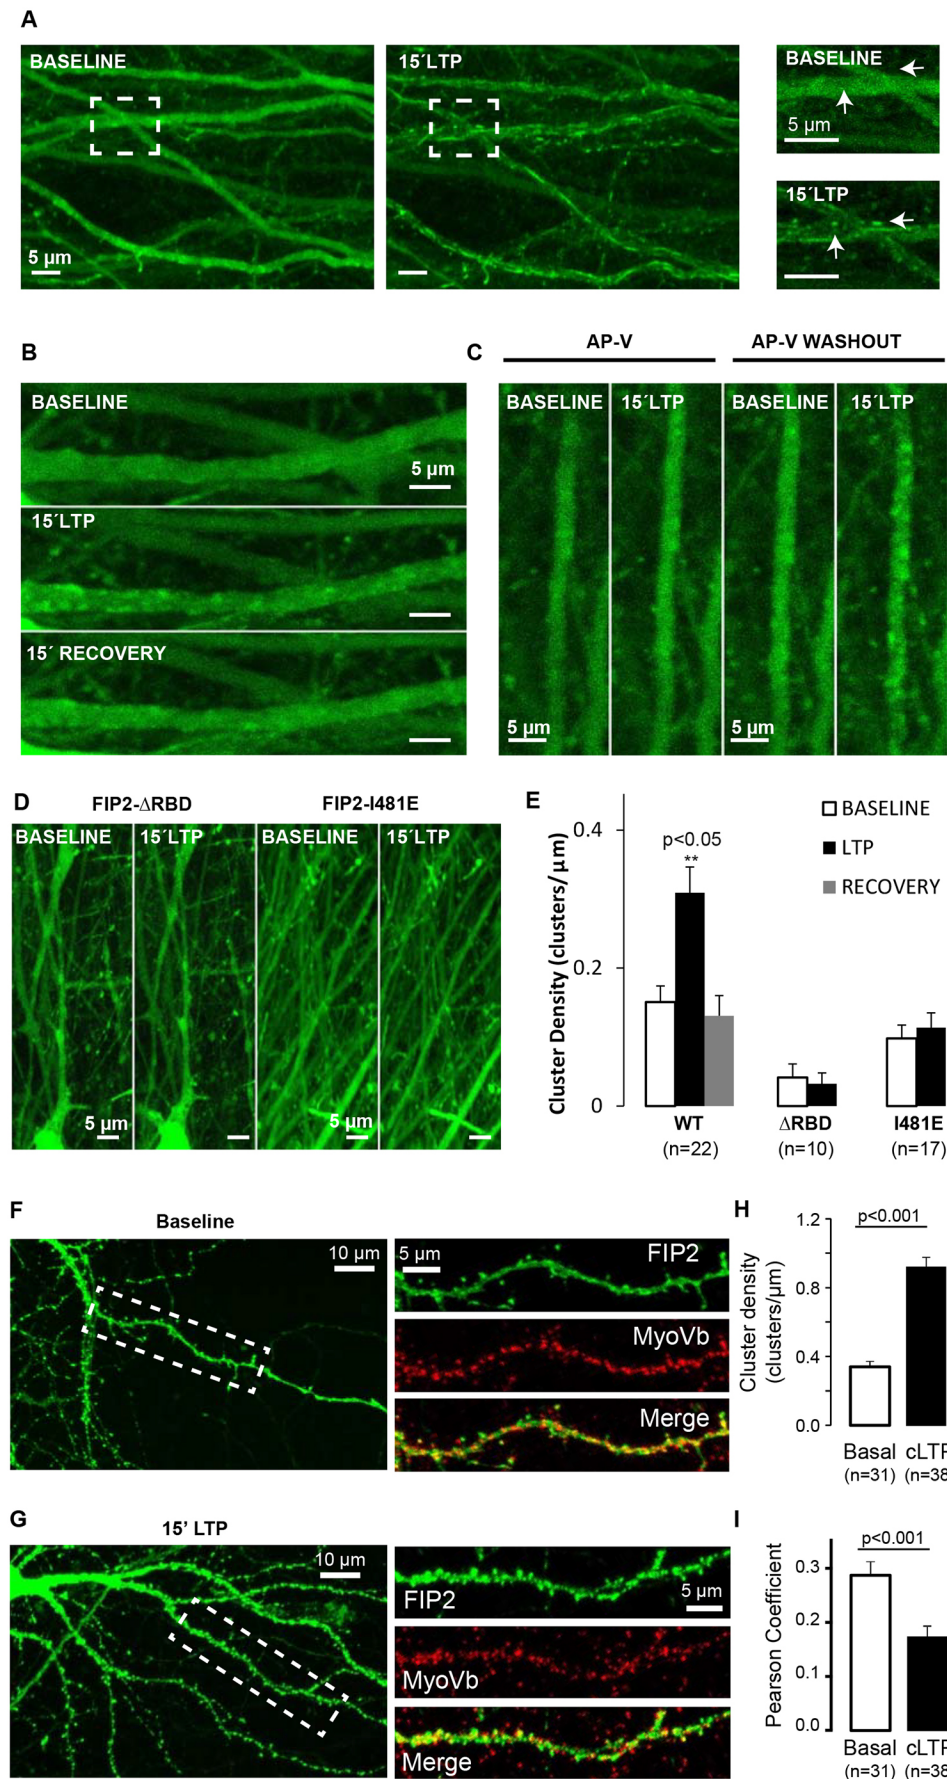 A
BASELINE
15´LTP
BASELINE
5 µm
15´LTP
5 µm
B
C
AP-V
AP-V WASHOUT
BASELINE
5 µm
15´LTP
15´ RECOVERY
BASELINE
15´LTP
BASELINE
15´LTP
5 µm
5 µm
D
FIP2-ΔRBD
FIP2-I481E
BASELINE
15´LTP
BASELINE
15´LTP
5 µm
5 µm
E
BASELINE
LTP
RECOVERY
p<0.05
**
Cluster Density (clusters/µm)
0.4
0.2
0
WT
ΔRBD
I481E
(n=22)
(n=10)
(n=17)
F
Baseline
10 µm
5 µm
FIP2
MyoVb
Merge
H
p<0.001
Cluster density
(clusters/µm)
1.2
0.8
0.4
0.0
Basal
cLTP
(n=31)
(n=38
G
15’ LTP
10 µm
FIP2
5 µm
MyoVb
Merge
I
p<0.001
Pearson Coefficient
0.3
0.2
0.1
0.0
Basal
cLTP
(n=31)
(n=38